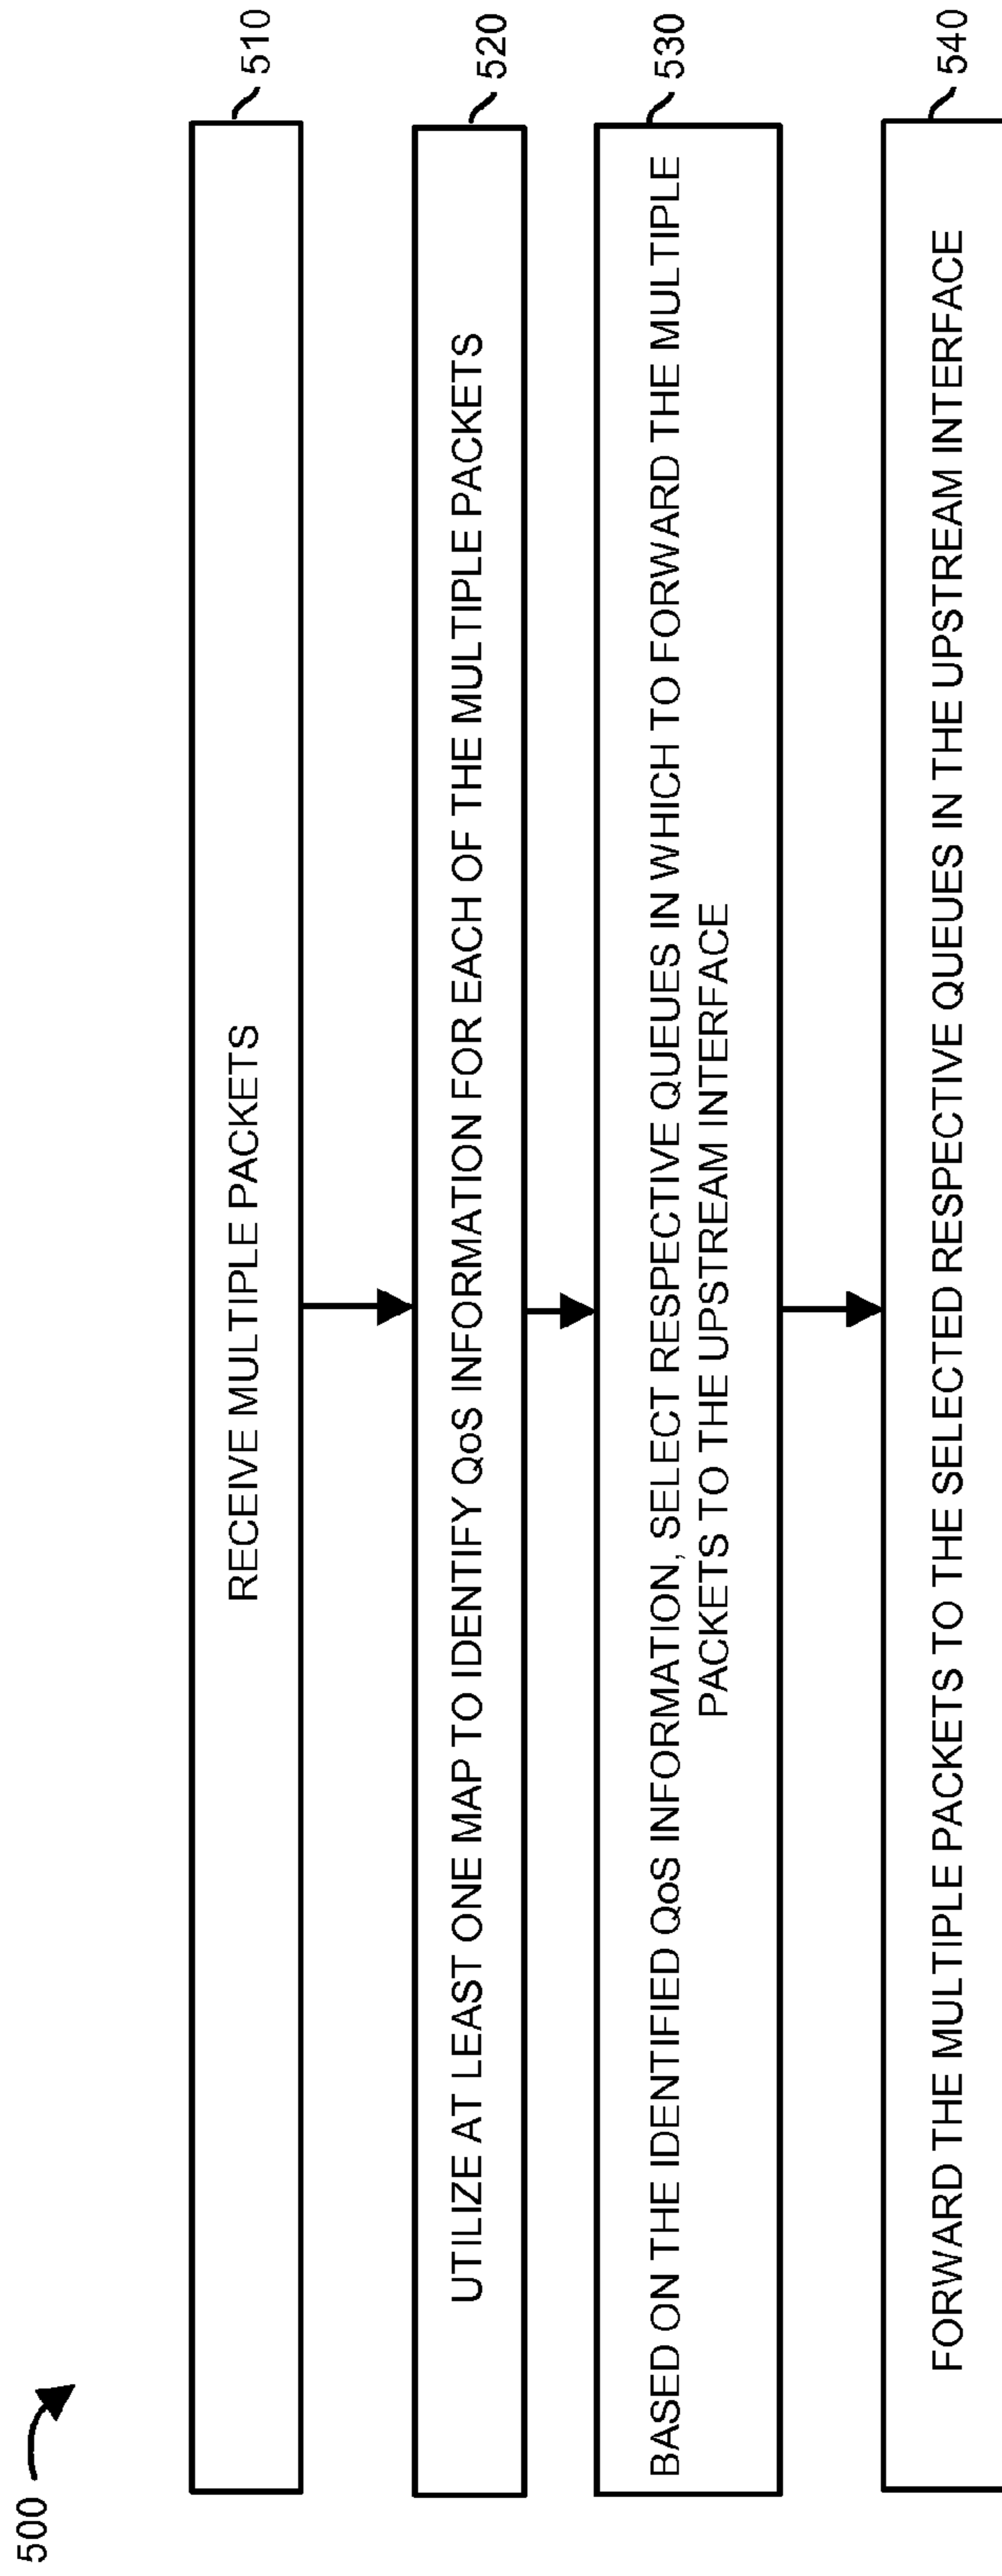 500
RECEIVE MULTIPLE PACKETS
510
UTILIZE AT LEAST ONE MAP TO IDENTIFY QoS INFORMATION FOR EACH OF THE MULTIPLE PACKETS
520
BASED ON THE IDENTIFIED QoS INFORMATION, SELECT RESPECTIVE QUEUES IN WHICH TO FORWARD THE MULTIPLE
PACKETS TO THE UPSTREAM INTERFACE
530
FORWARD THE MULTIPLE PACKETS TO THE SELECTED RESPECTIVE QUEUES IN THE UPSTREAM INTERFACE
540